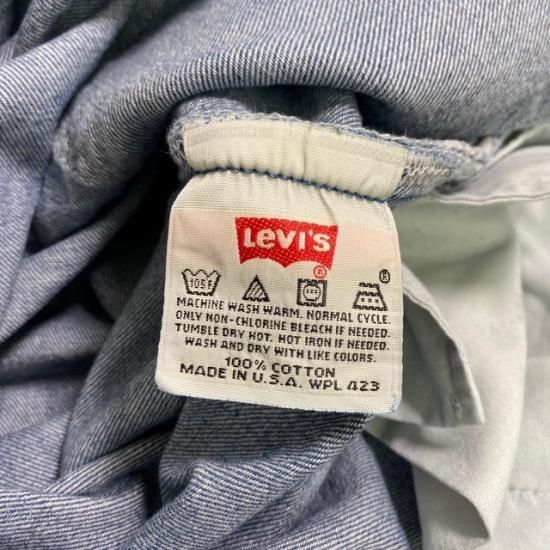 Levi's
®
105F
®
MACHINE WASH WARM. NORMAL CYCLE.
ONLY NON-CHLORINE BLEACH IF NEEDED.
TUMBLE DRY HOT. HOT IRON IF NEEDED.
WASH AND DRY WITH LIKE COLORS.
100% COTTON
MADE IN U.S.A. WPL 423